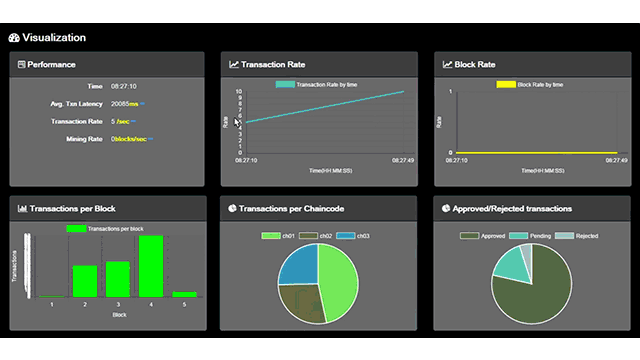 Visualization
Performance
Time 08:27:10
Avg. Txn Latency 20085ms
Transaction Rate 5 /sec
Mining Rate 0blocks/sec
Transaction Rate
Transaction Rate by time
10
9
8
7
6
5
4
3
2
1
0
Rate
08:27:10 08:27:49
Time(HH:MM:SS)
Block Rate
Block Rate by time
1
0
Rate
08:27:10 08:27:49
Time(HH:MM:SS)
Transactions per Block
Transactions per block
Transactions
1 2 3 4 5
Block
Transactions per Chaincode
ch01 ch02 ch03
Approved/Rejected transactions
Approved Pending Rejected